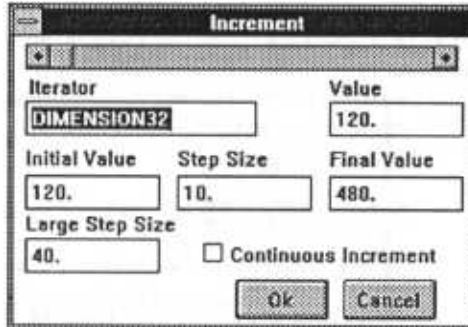 Increment
Iterator Value
DIMENSION32 120.
Initial Value Step Size Final Value
120. 10. 480.
Large Step Size
40. Continuous Increment
Ok Cancel